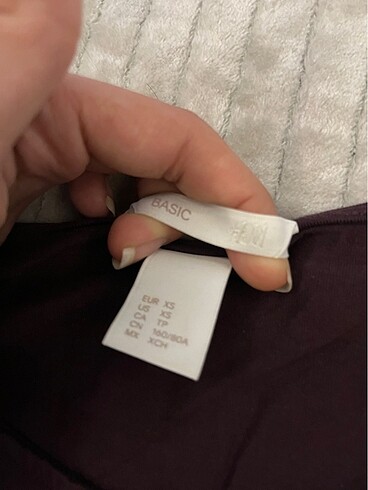 BASIC H&M
EUR XS
US XS
CA TP
CN 160/80A
MX XCH